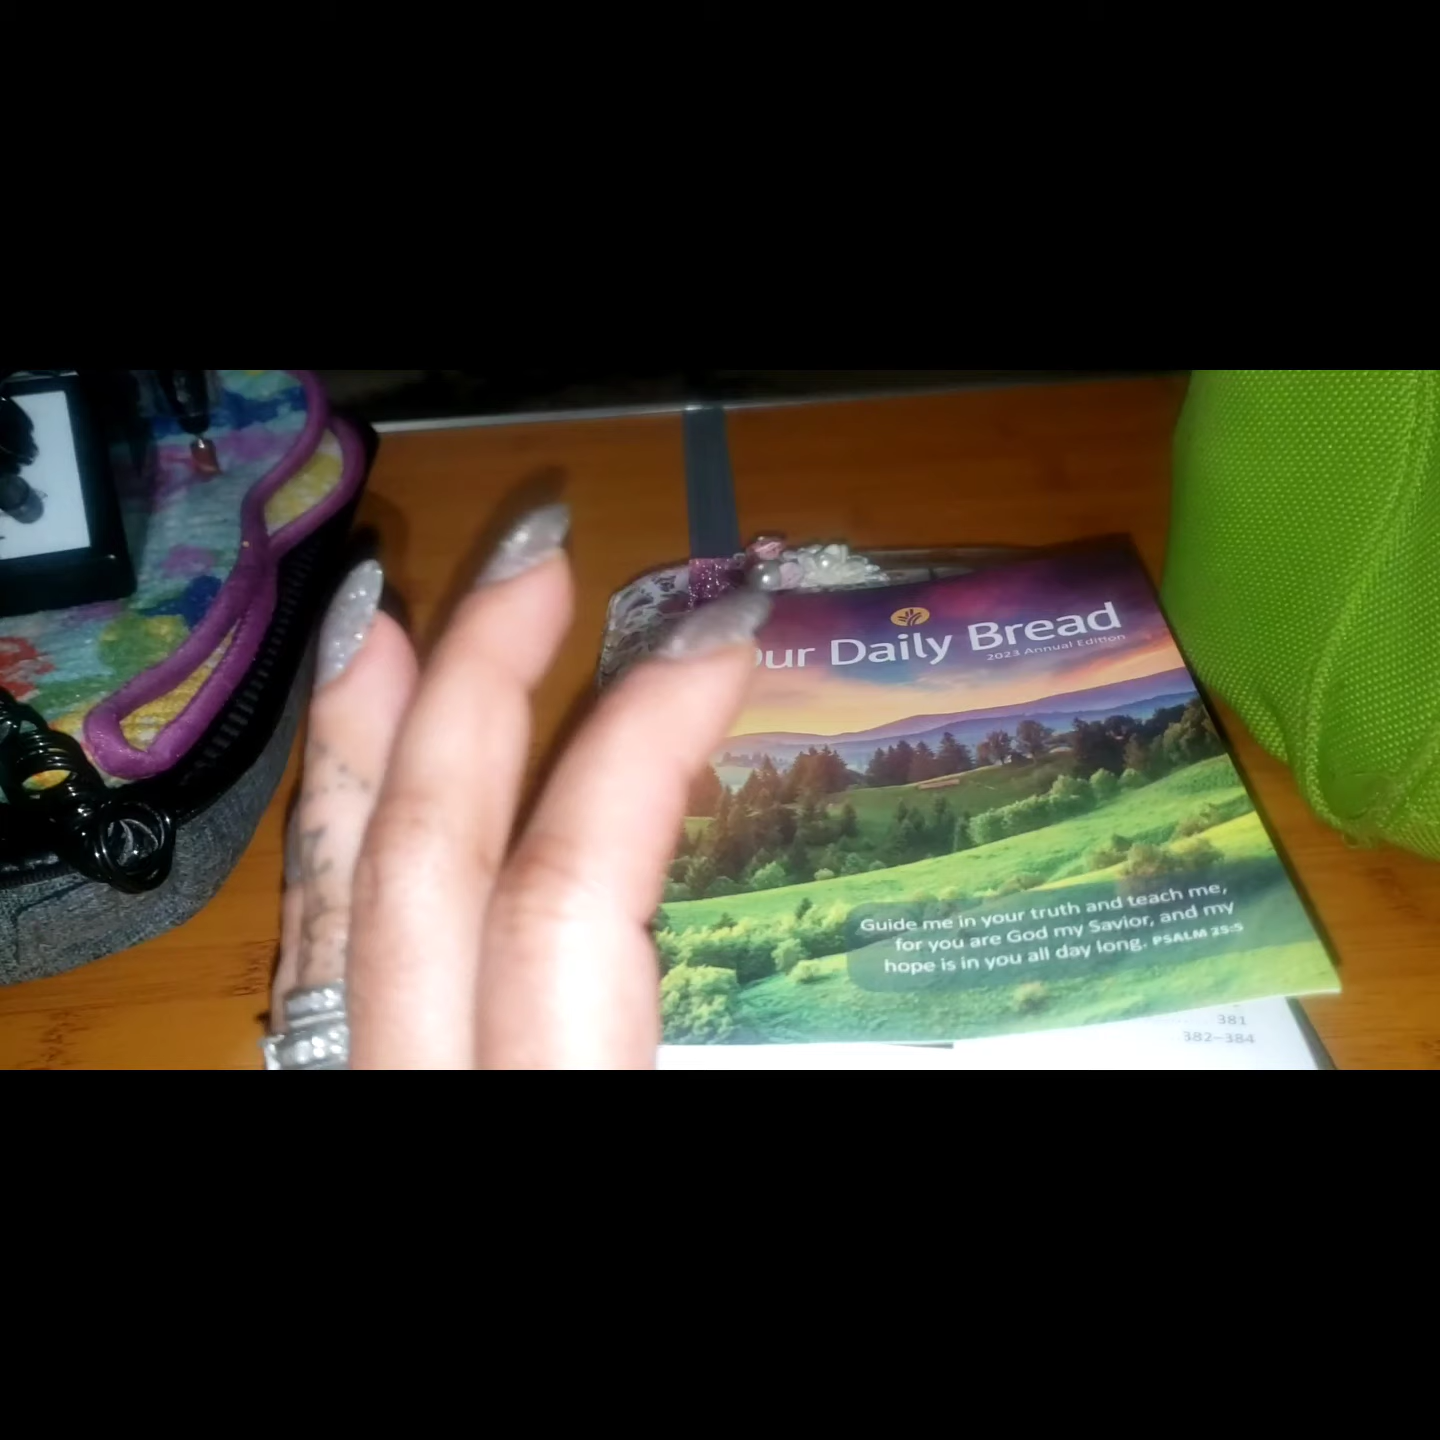 Our Daily Bread
2023 Annual Edition
Guide me in your truth and teach me,
for you are God my Savior, and my
hope is in you all day long. PSALM 25:5
381
382–384